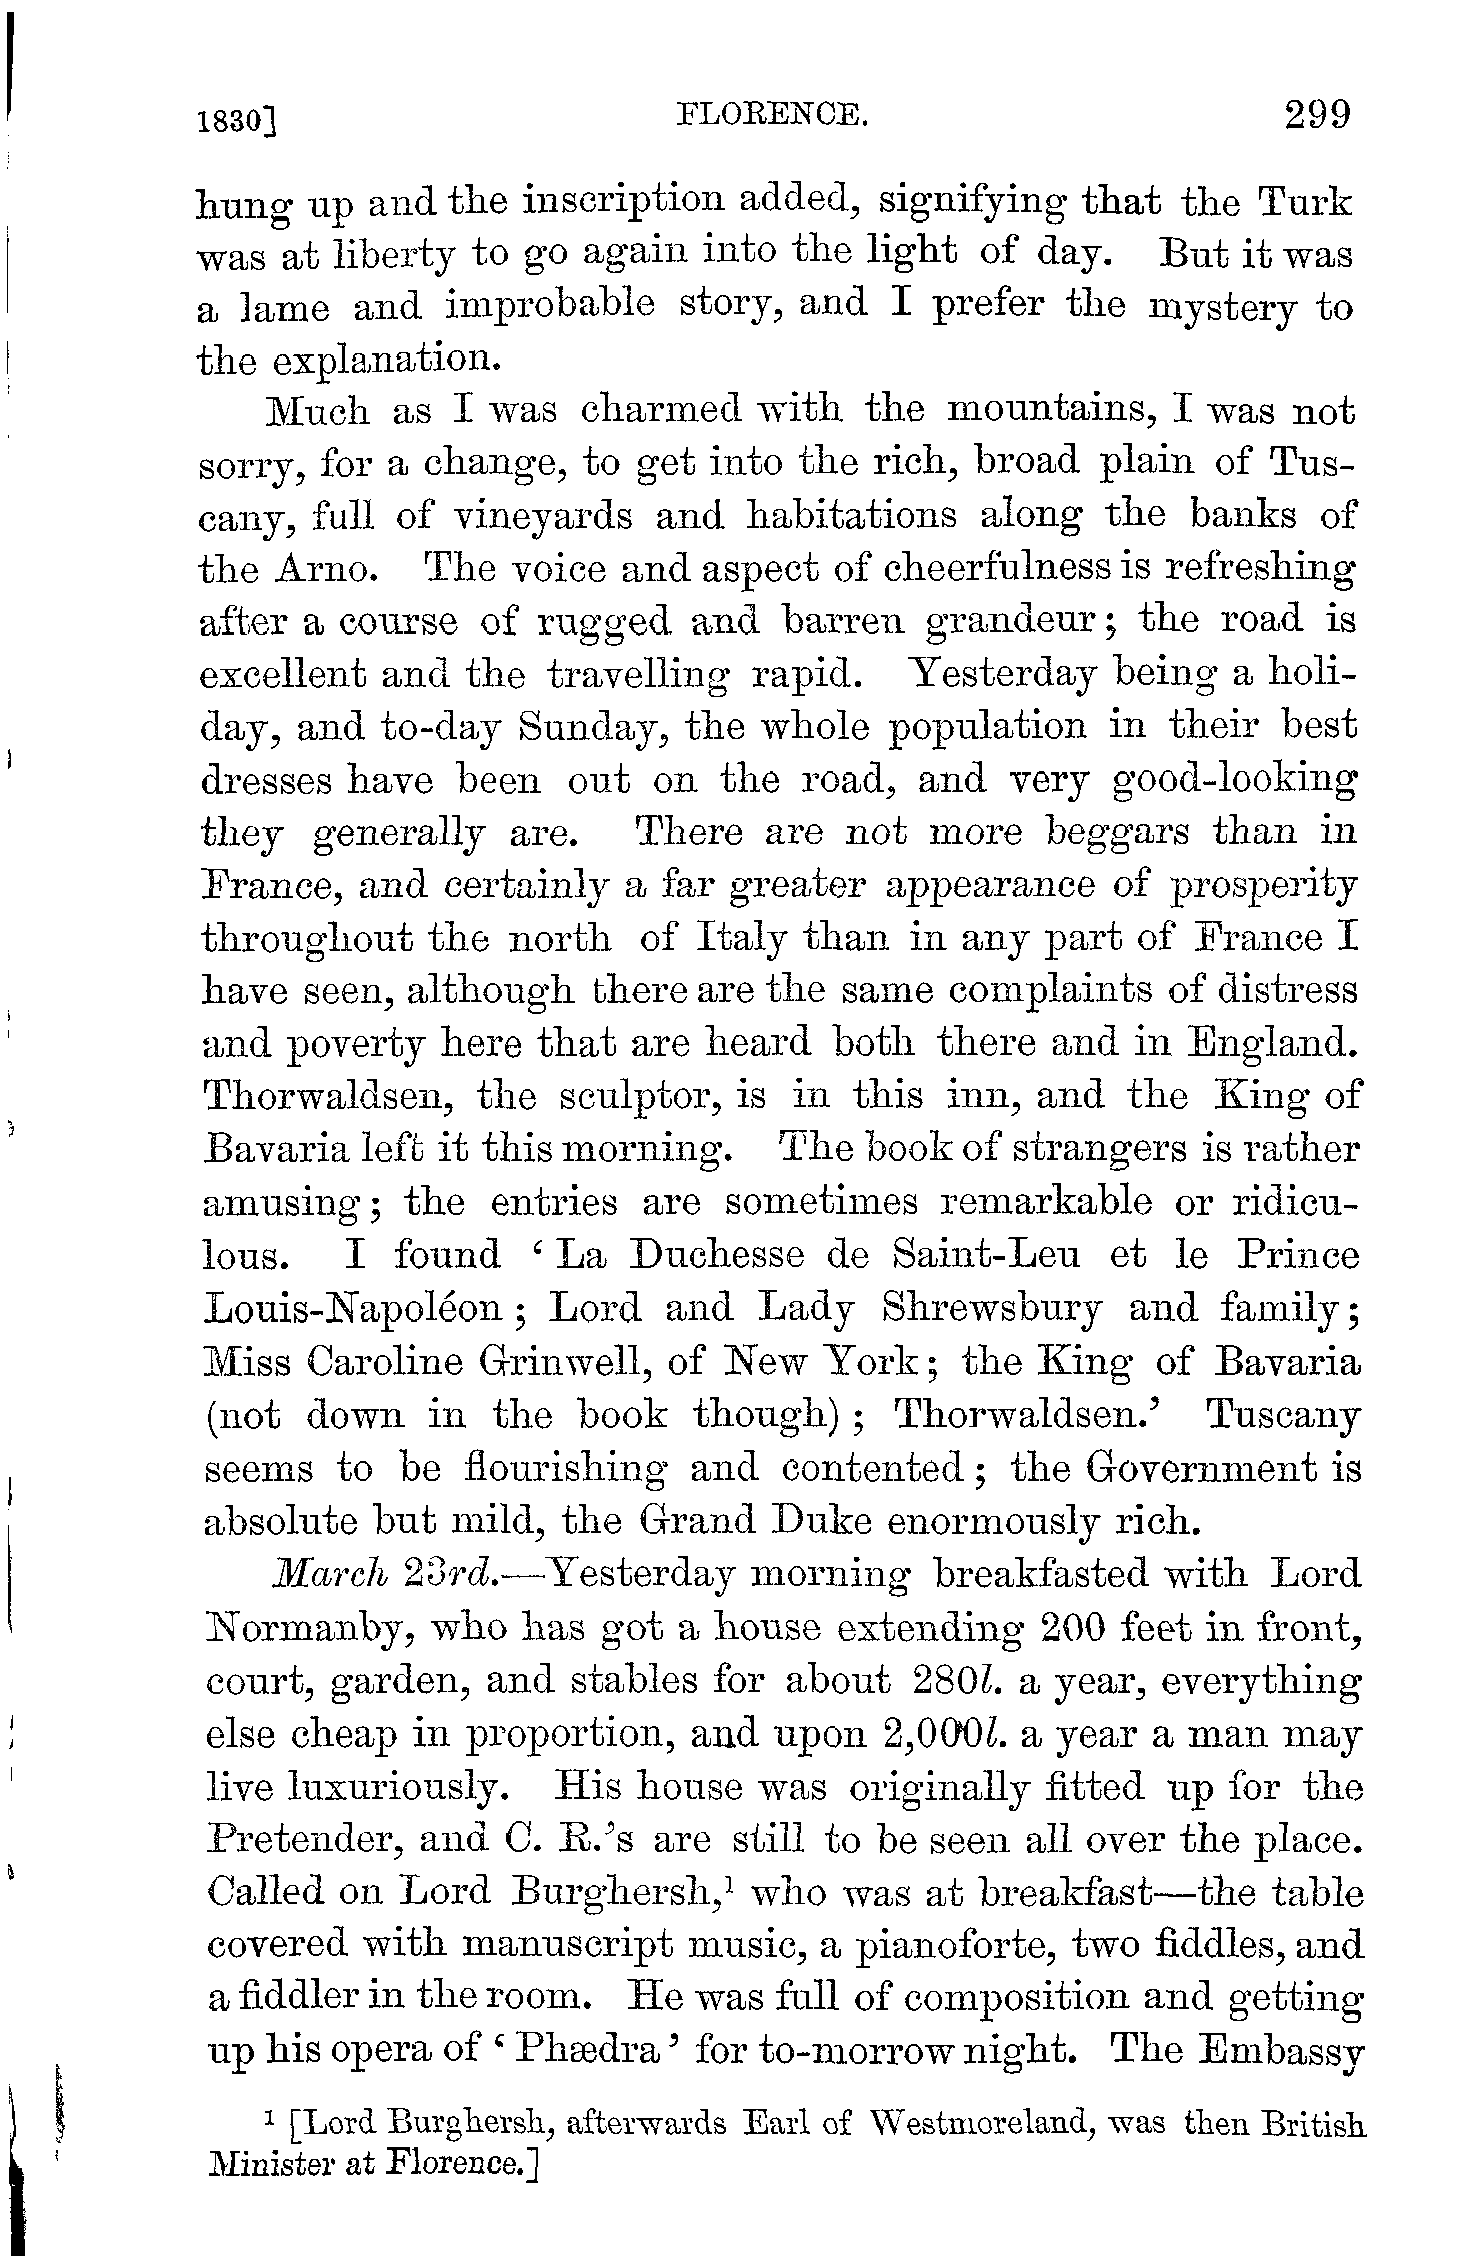 1830] FLORENCE. 299
hung up and the inscription added, signifying that the Turk
was at liberty to go again into the light of day. But it was
a lame and improbable story, and I prefer the mystery to
the explanation.
Much as I was charmed with the mountains, I was not
sorry, for a change, to get into the rich, broad plain of Tus-
cany, full of vineyards and habitations along the banks of
the Arno. The voice and aspect of cheerfulness is refreshing
after a course of rugged and barren grandeur; the road is
excellent and the travelling rapid. Yesterday being a holi-
day, and to-day Sunday, the whole population in their best
dresses have been out on the road, and very good-looking
they generally are. There are not more beggars than in
France, and certainly a far greater appearance of prosperity
throughout the north of Italy than in any part of France I
have seen, although there are the same complaints of distress
and poverty here that are heard both there and in England.
Thorwaldsen, the sculptor, is in this inn, and the King of
Bavaria left it this morning. The book of strangers is rather
amusing; the entries are sometimes remarkable or ridicu-
lous. I found ‘La Duchesse de Saint-Leu et le Prince
Louis-Napoléon; Lord and Lady Shrewsbury and family;
Miss Caroline Grinwell, of New York; the King of Bavaria
(not down in the book though); Thorwaldsen.’ Tuscany
seems to be flourishing and contented; the Government is
absolute but mild, the Grand Duke enormously rich.
March 23rd.—Yesterday morning breakfasted with Lord
Normanby, who has got a house extending 200 feet in front,
court, garden, and stables for about 280l. a year, everything
else cheap in proportion, and upon 2,000l. a year a man may
live luxuriously. His house was originally fitted up for the
Pretender, and C. R.’s are still to be seen all over the place.
Called on Lord Burghersh,¹ who was at breakfast—the table
covered with manuscript music, a pianoforte, two fiddles, and
a fiddler in the room. He was full of composition and getting
up his opera of ‘Phædra’ for to-morrow night. The Embassy
¹ [Lord Burghersh, afterwards Earl of Westmoreland, was then British
Minister at Florence.]